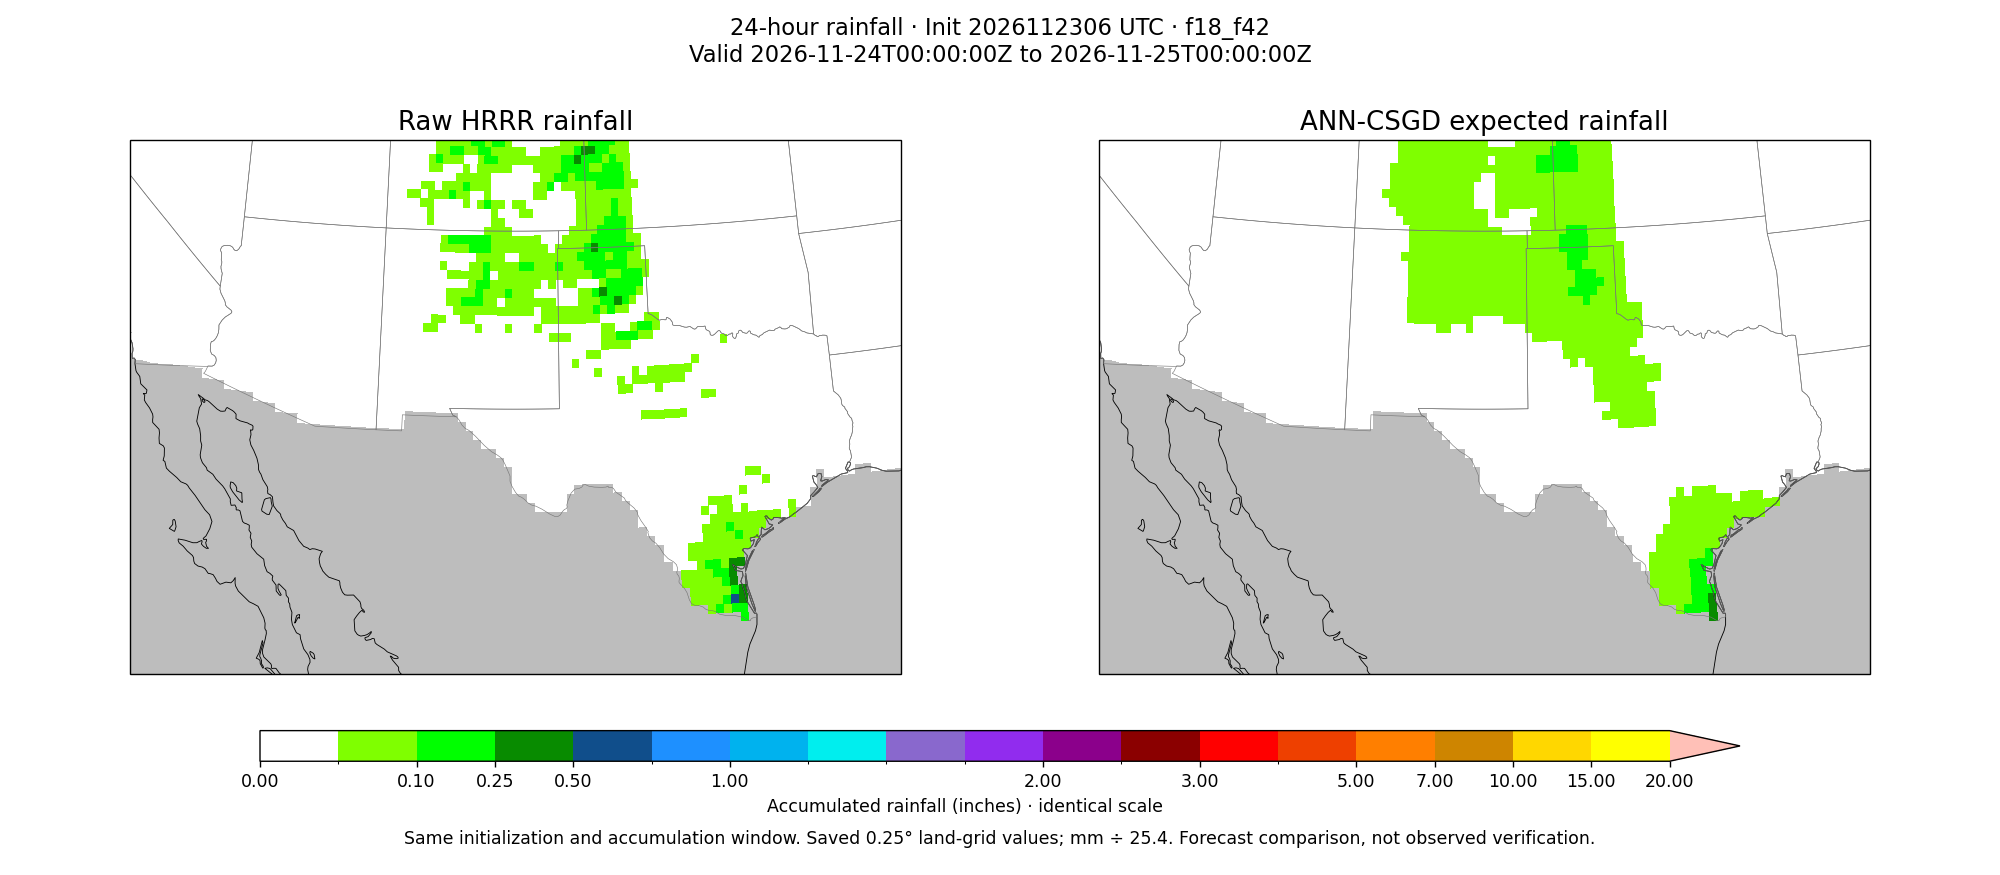 24-hour rainfall · Init 2026112306 UTC · f18_f42
Valid 2026-11-24T00:00:00Z to 2026-11-25T00:00:00Z
Raw HRRR rainfall
ANN-CSGD expected rainfall
0.00 0.10 0.25 0.50 1.00 2.00 3.00 5.00 7.00 10.00 15.00 20.00
Accumulated rainfall (inches) · identical scale
Same initialization and accumulation window. Saved 0.25° land-grid values; mm ÷ 25.4. Forecast comparison, not observed verification.